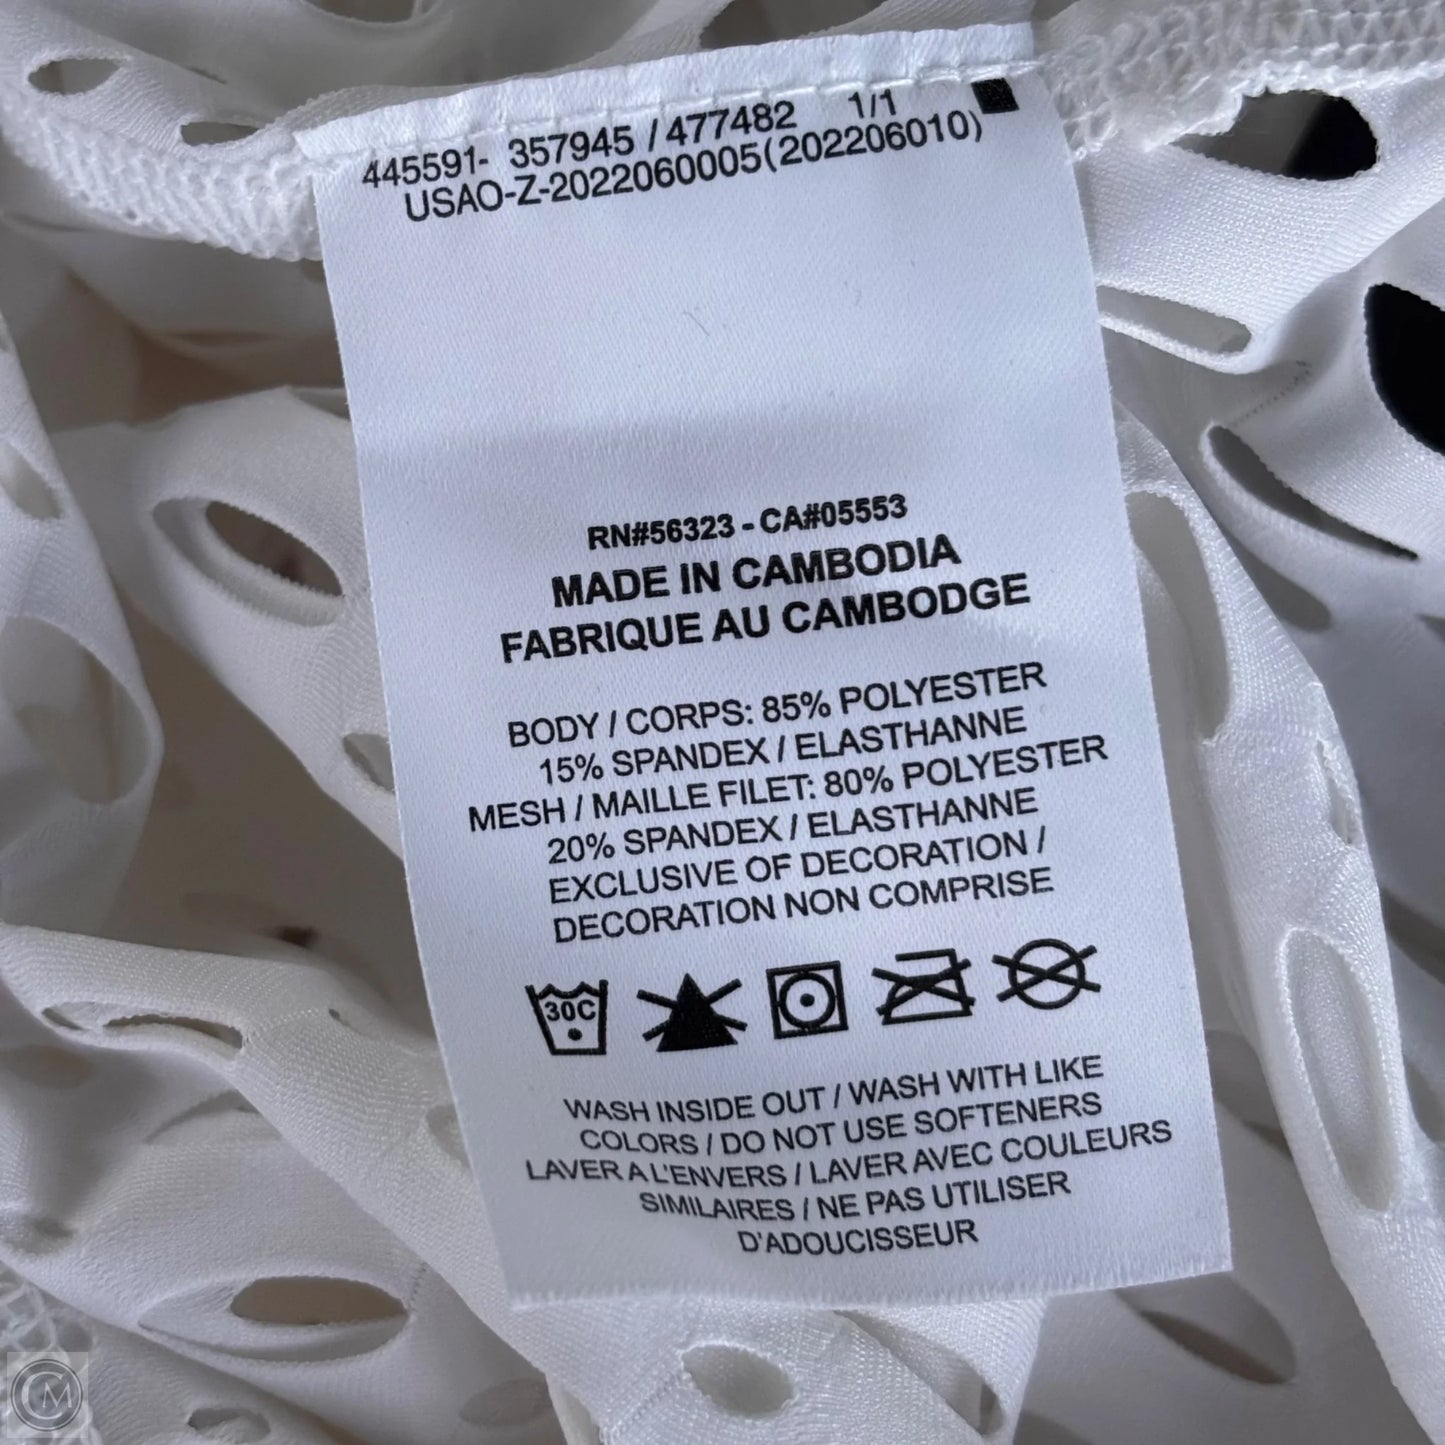 445591- 357945 / 477482 1/1
USAO-Z-2022060005(202206010)
RN#56323 - CA#05553
MADE IN CAMBODIA
FABRIQUE AU CAMBODGE
BODY / CORPS: 85% POLYESTER
15% SPANDEX / ELASTHANNE
MESH / MAILLE FILET: 80% POLYESTER
20% SPANDEX / ELASTHANNE
EXCLUSIVE OF DECORATION /
DECORATION NON COMPRISE
30C
WASH INSIDE OUT / WASH WITH LIKE
COLORS / DO NOT USE SOFTENERS
LAVER A L'ENVERS / LAVER AVEC COULEURS
SIMILAIRES / NE PAS UTILISER
D'ADOUCISSEUR
CM